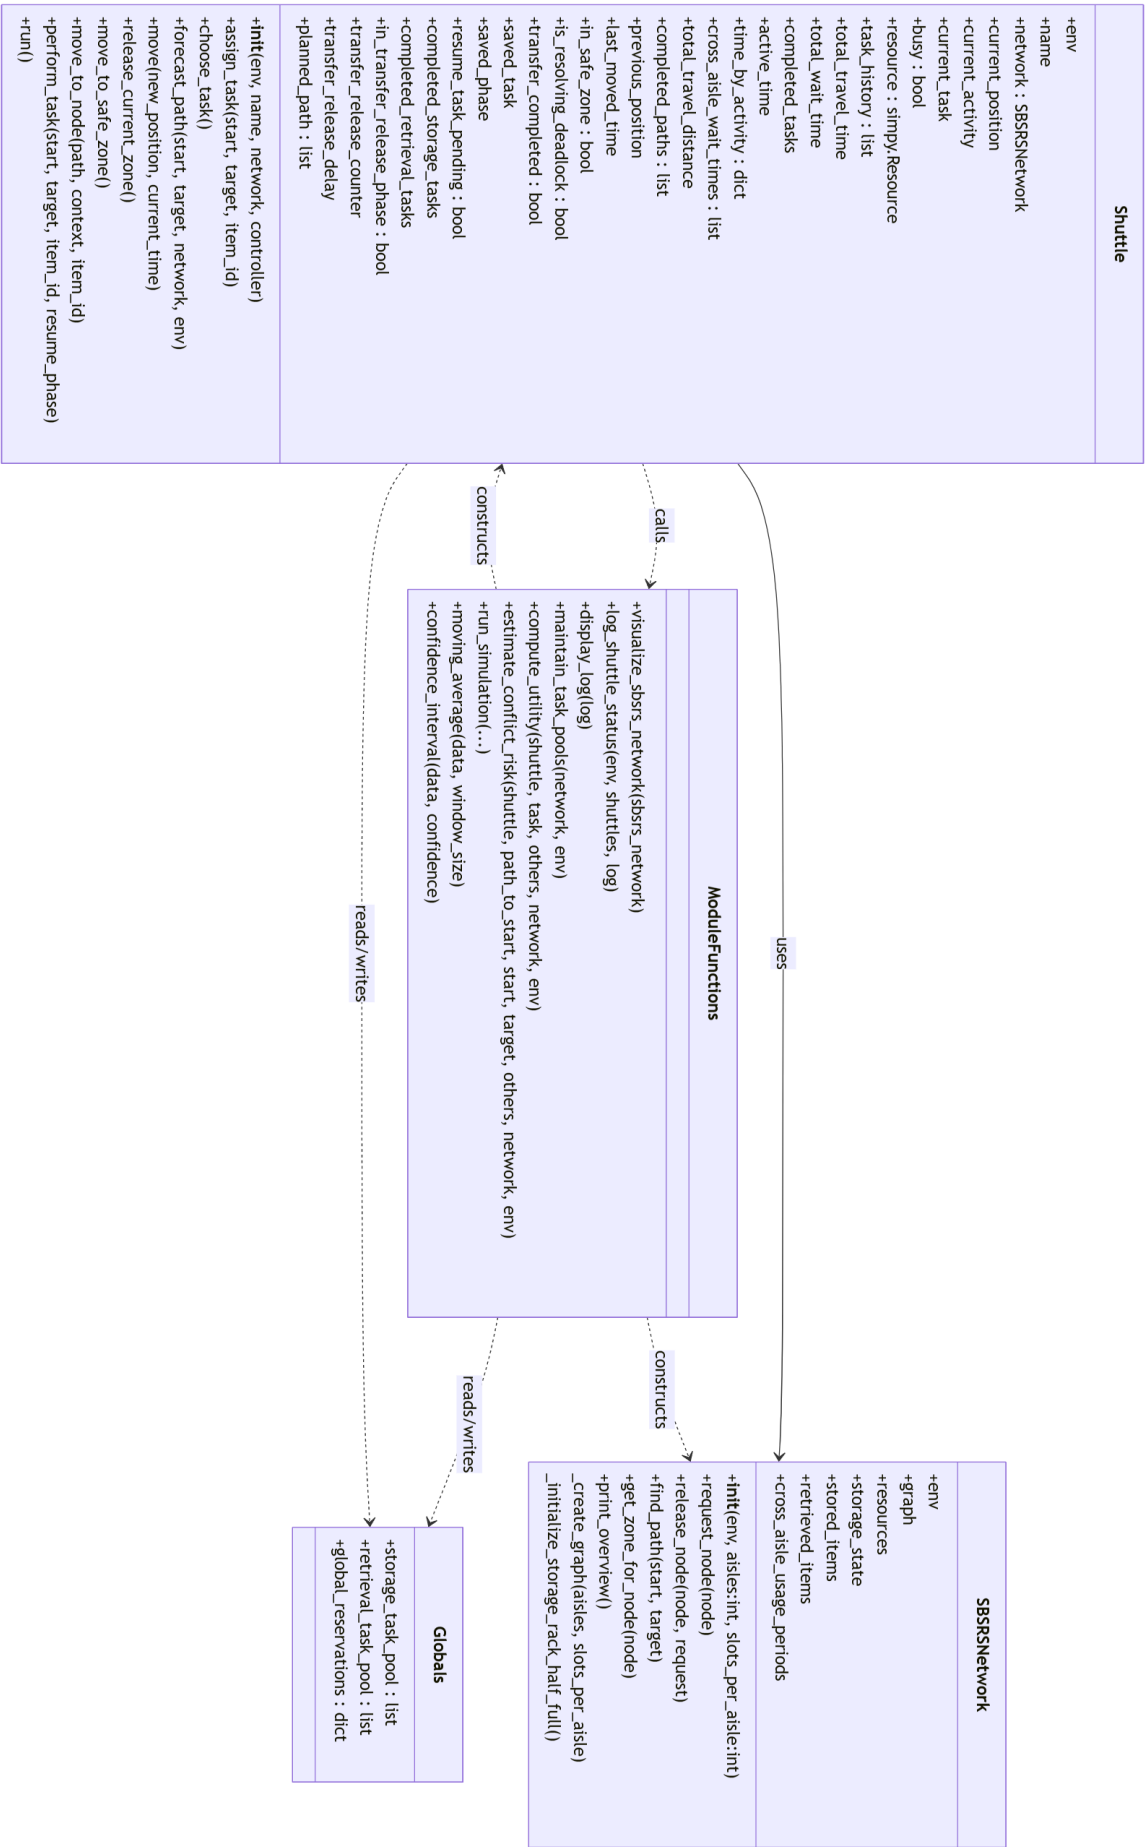 Shuttle
+env
+name
+network : SBSRSNetwork
+current_position
+current_activity
+current_task
+busy : bool
+resource : simpy.Resource
+task_history : list
+total_travel_time
+total_wait_time
+completed_tasks
+active_time
+time_by_activity : dict
+cross_aisle_wait_times : list
+total_travel_distance
+completed_paths : list
+previous_position
+last_moved_time
+in_safe_zone : bool
+is_resolving_deadlock : bool
+transfer_completed : bool
+saved_task
+saved_phase
+resume_task_pending : bool
+completed_storage_tasks
+completed_retrieval_tasks
+in_transfer_release_phase : bool
+transfer_release_counter
+transfer_release_delay
+planned_path : list
+init(env, name, network, controller)
+assign_task(start, target, item_id)
+choose_task()
+forecast_path(start, target, network, env)
+move(new_position, current_time)
+release_current_zone()
+move_to_safe_zone()
+move_to_node(path, context, item_id)
+perform_task(start, target, item_id, resume_phase)
+run()
uses
calls
constructs
reads/writes
ModuleFunctions
+visualize_sbsrs_network(sbsrs_network)
+log_shuttle_status(env, shuttles, log)
+display_log(log)
+maintain_task_pools(network, env)
+compute_utility(shuttle, task, others, network, env)
+estimate_conflict_risk(shuttle, path_to_start, start, target, others, network, env)
+run_simulation(...)
+moving_average(data, window_size)
+confidence_interval(data, confidence)
constructs
reads/writes
SBSRSNetwork
+env
+graph
+resources
+storage_state
+stored_items
+retrieved_items
+cross_aisle_usage_periods
+init(env, aisles:int, slots_per_aisle:int)
+request_node(node)
+release_node(node, request)
+find_path(start, target)
+get_zone_for_node(node)
+print_overview()
_create_graph(aisles, slots_per_aisle)
_initialize_storage_rack_half_full()
Globals
+storage_task_pool : list
+retrieval_task_pool : list
+global_reservations : dict